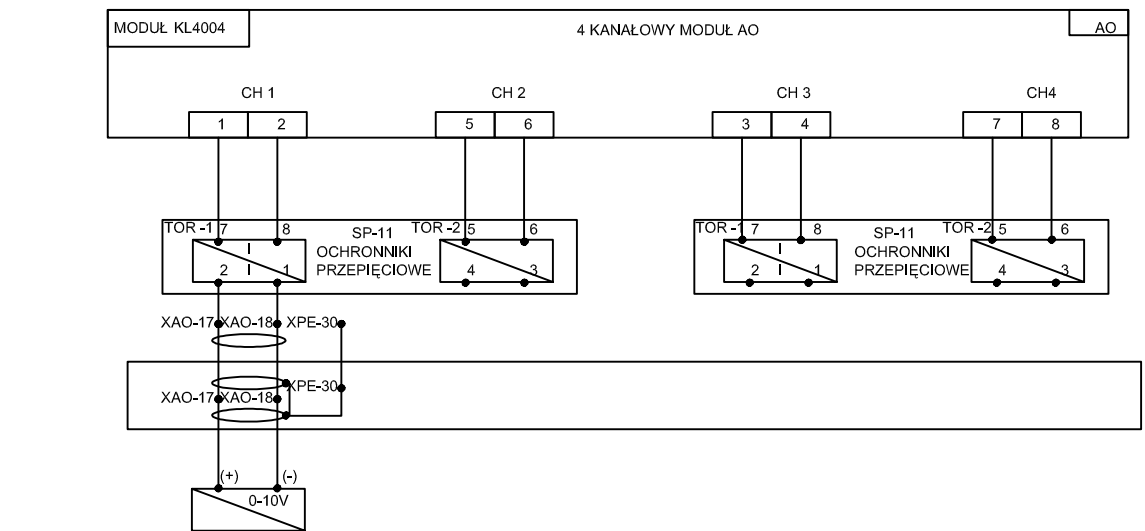 MODUŁ KL4004
4 KANAŁOWY MODUŁ AO
AO
CH 1
CH 2
CH 3
CH4
1 2
5 6
3 4
7 8
TOR -1 7 8
SP-11
OCHRONNIKI
PRZEPIĘCIOWE
2 1
TOR -2 5 6
4 3
TOR -1 7 8
SP-11
OCHRONNIKI
PRZEPIĘCIOWE
2 1
TOR -2 5 6
4 3
XAO-17 XAO-18 XPE-30
XPE-30
XAO-17 XAO-18
(+) (-)
0-10V